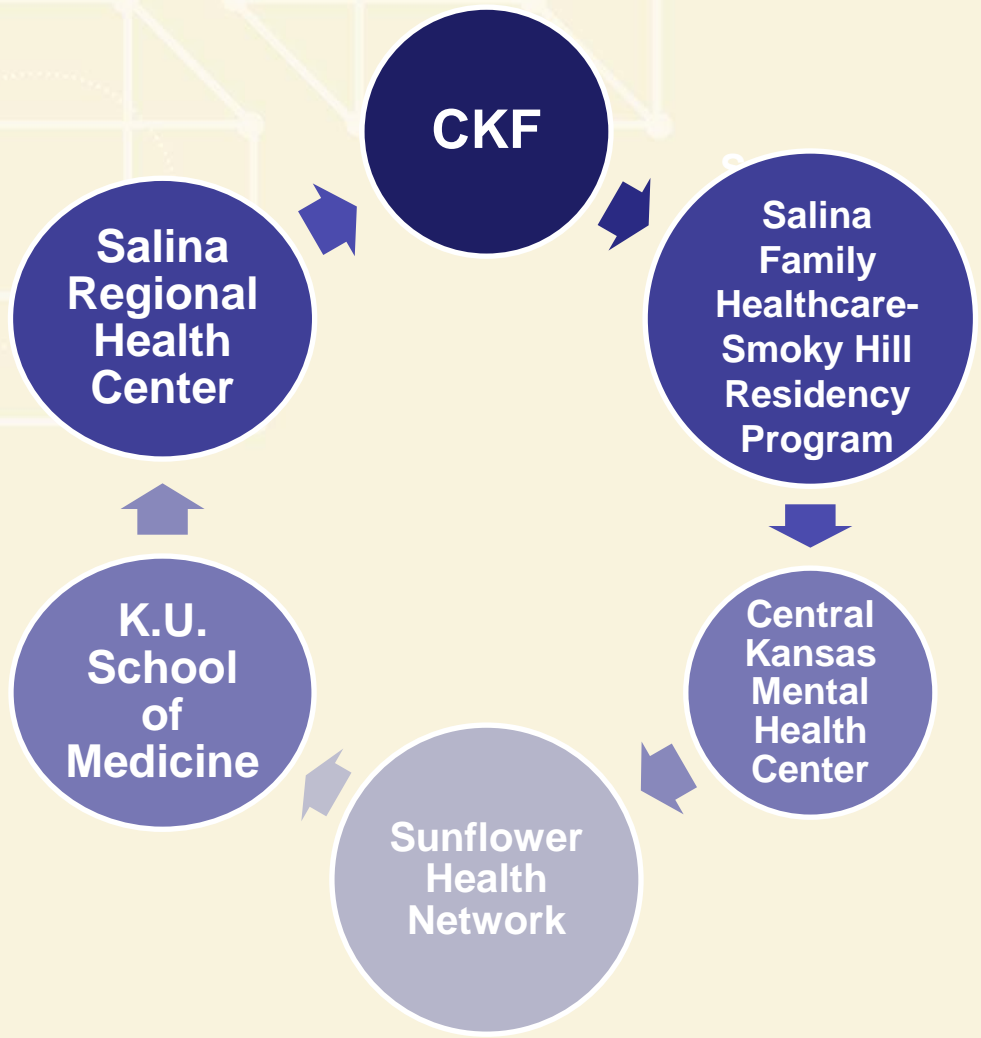 CKF
Salina
Family
Healthcare-
Smoky Hill
Residency
Program
Central
Kansas
Mental
Health
Center
Sunflower
Health
Network
K.U.
School
of
Medicine
Salina
Regional
Health
Center